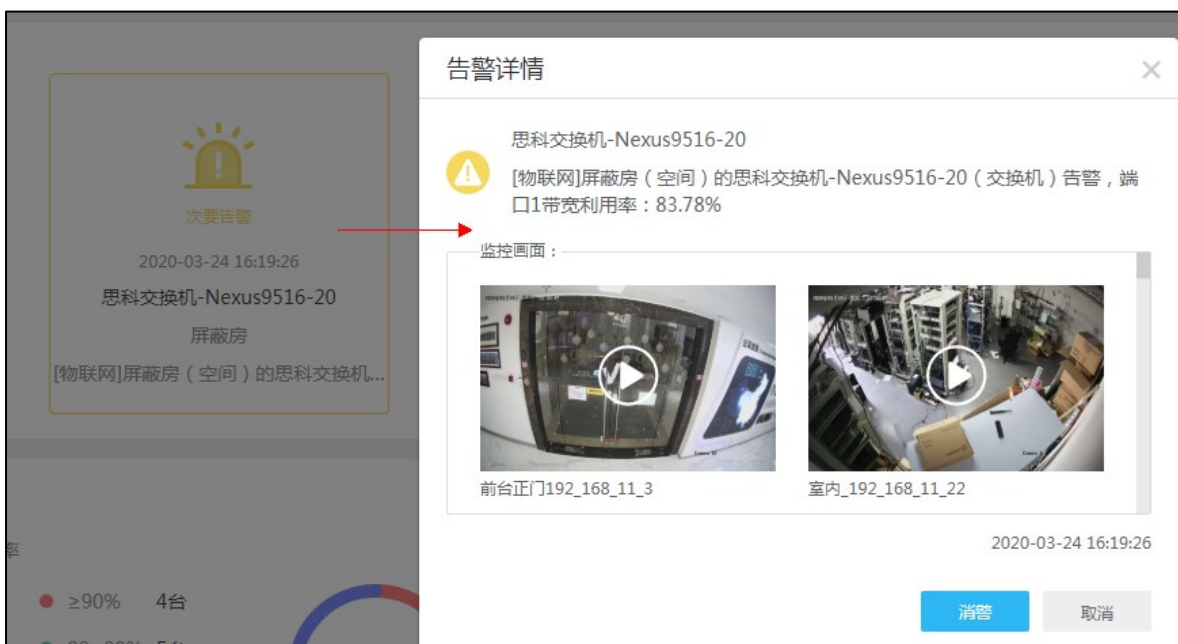 次要告警
2020-03-24 16:19:26
思科交换机-Nexus9516-20
屏蔽房
[物联网]屏蔽房（空间）的思科交换机...
率
≥90% 4台
告警详情
思科交换机-Nexus9516-20
[物联网]屏蔽房（空间）的思科交换机-Nexus9516-20（交换机）告警，端
口1带宽利用率：83.78%
监控画面：
前台正门192_168_11_3
室内_192_168_11_22
2020-03-24 16:19:26
消警
取消